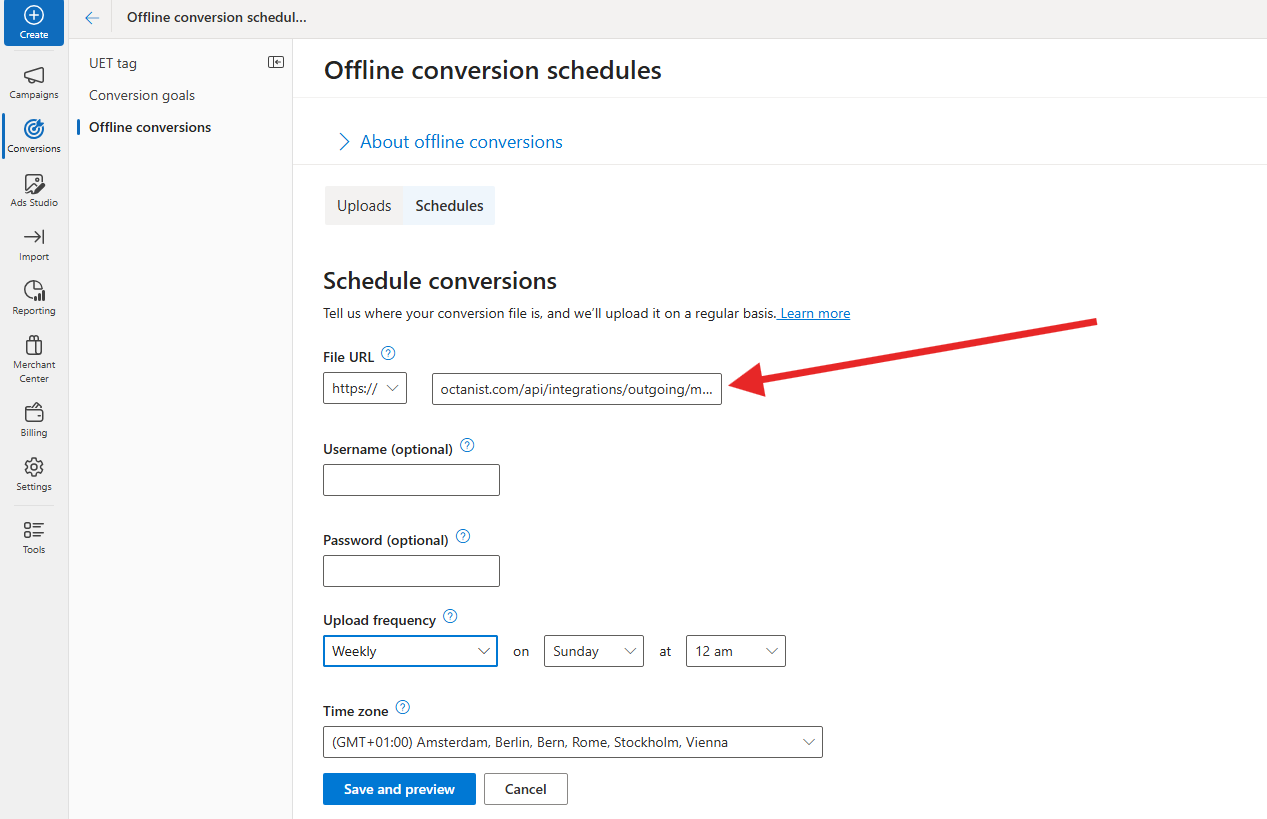 Create
Offline conversion schedul...
Campaigns
Conversions
Ads Studio
Import
Reporting
Merchant
Center
Billing
Settings
Tools
UET tag
Conversion goals
Offline conversions
Offline conversion schedules
About offline conversions
Uploads Schedules
Schedule conversions
Tell us where your conversion file is, and we’ll upload it on a regular basis. Learn more
File URL
https:// octanist.com/api/integrations/outgoing/m...
Username (optional)
Password (optional)
Upload frequency
Weekly on Sunday at 12 am
Time zone
(GMT+01:00) Amsterdam, Berlin, Bern, Rome, Stockholm, Vienna
Save and preview Cancel